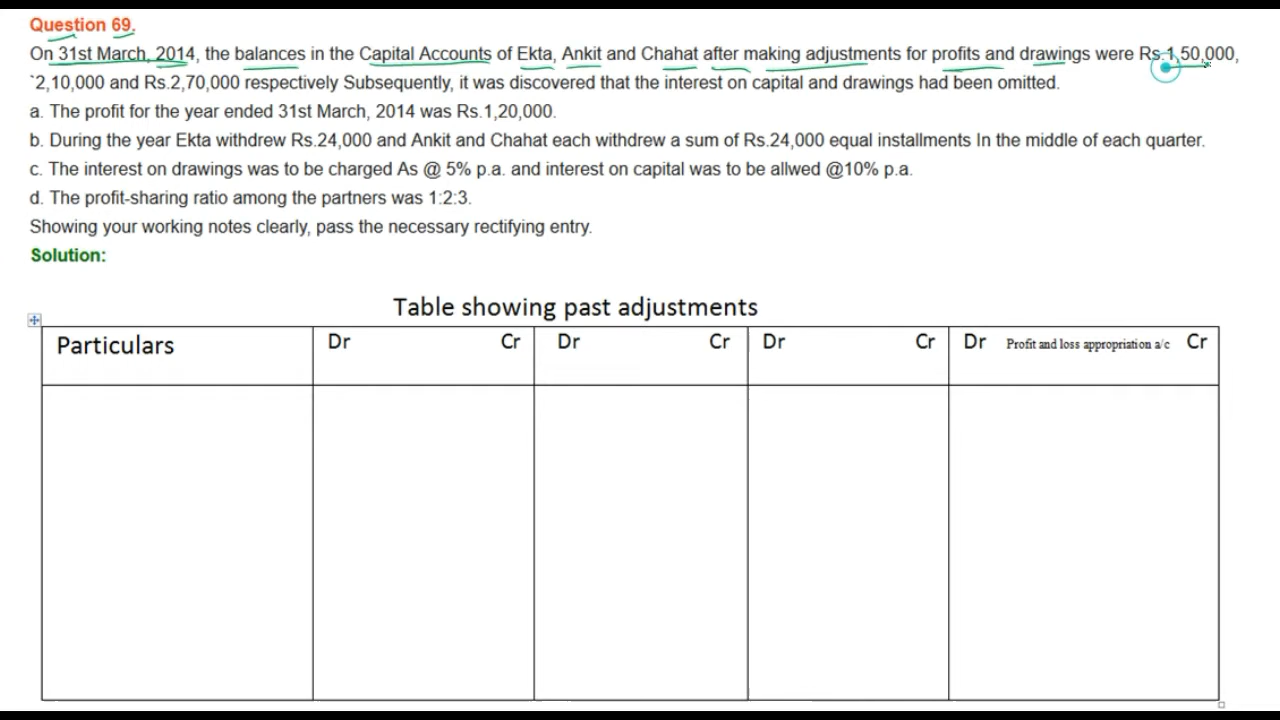 Question 69.
On 31st March, 2014, the balances in the Capital Accounts of Ekta, Ankit and Chahat after making adjustments for profits and drawings were Rs.1,50,000,
`2,10,000 and Rs.2,70,000 respectively Subsequently, it was discovered that the interest on capital and drawings had been omitted.
a. The profit for the year ended 31st March, 2014 was Rs.1,20,000.
b. During the year Ekta withdrew Rs.24,000 and Ankit and Chahat each withdrew a sum of Rs.24,000 equal installments In the middle of each quarter.
c. The interest on drawings was to be charged As @ 5% p.a. and interest on capital was to be allwed @10% p.a.
d. The profit-sharing ratio among the partners was 1:2:3.
Showing your working notes clearly, pass the necessary rectifying entry.
Solution:
Table showing past adjustments
Particulars Dr Cr Dr Cr Dr Cr Dr Profit and loss appropriation a/c Cr